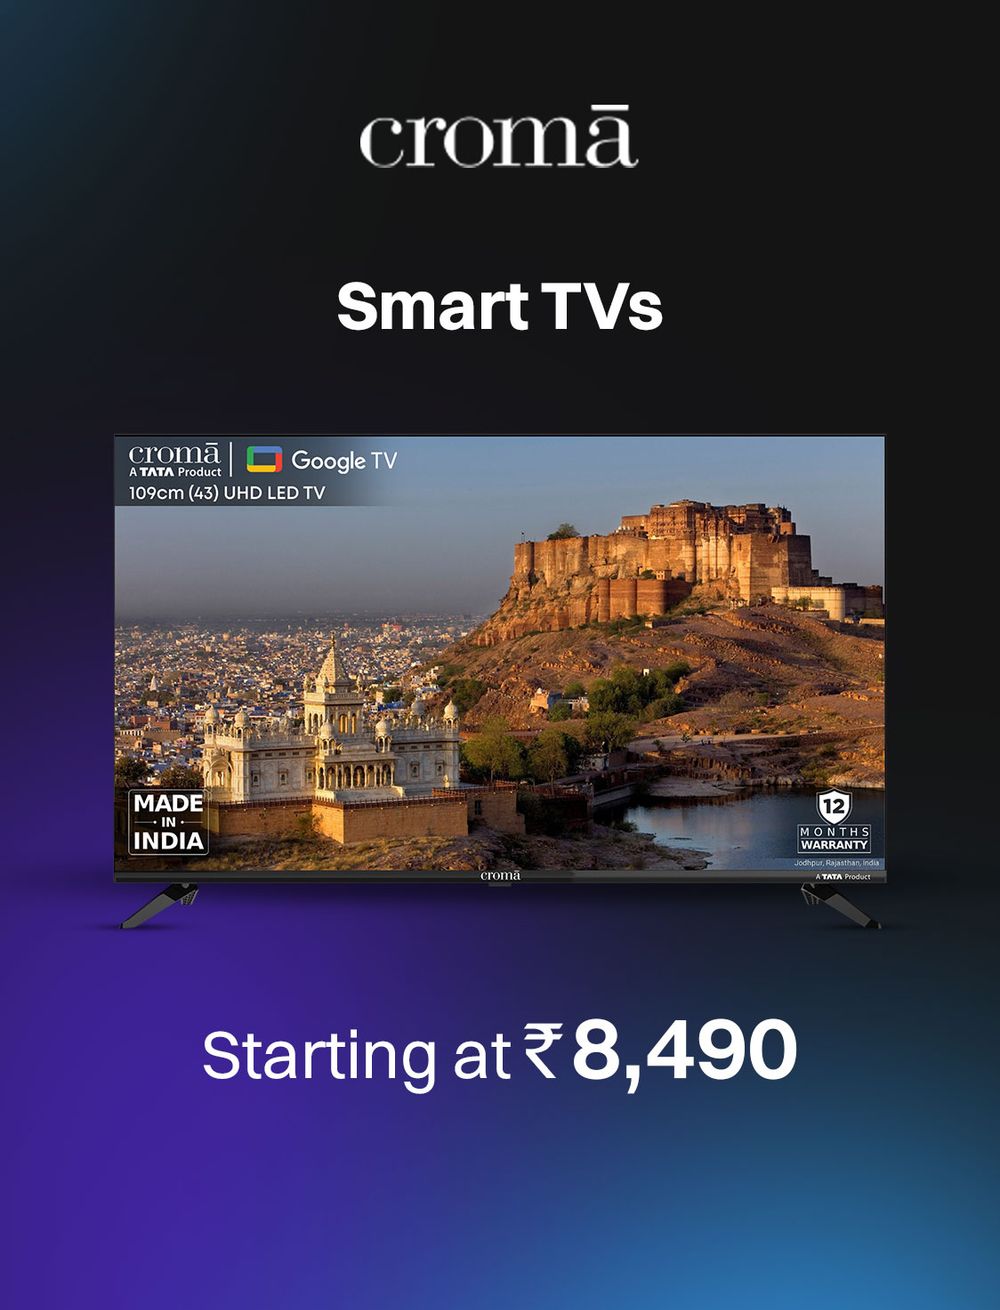 cromā
Smart TVs
cromā | Google TV
A TATA Product
109cm (43) UHD LED TV
MADE
IN
INDIA
12
MONTHS
WARRANTY
Jodhpur, Rajasthan, India
cromā
A TATA Product
Starting at ₹8,490